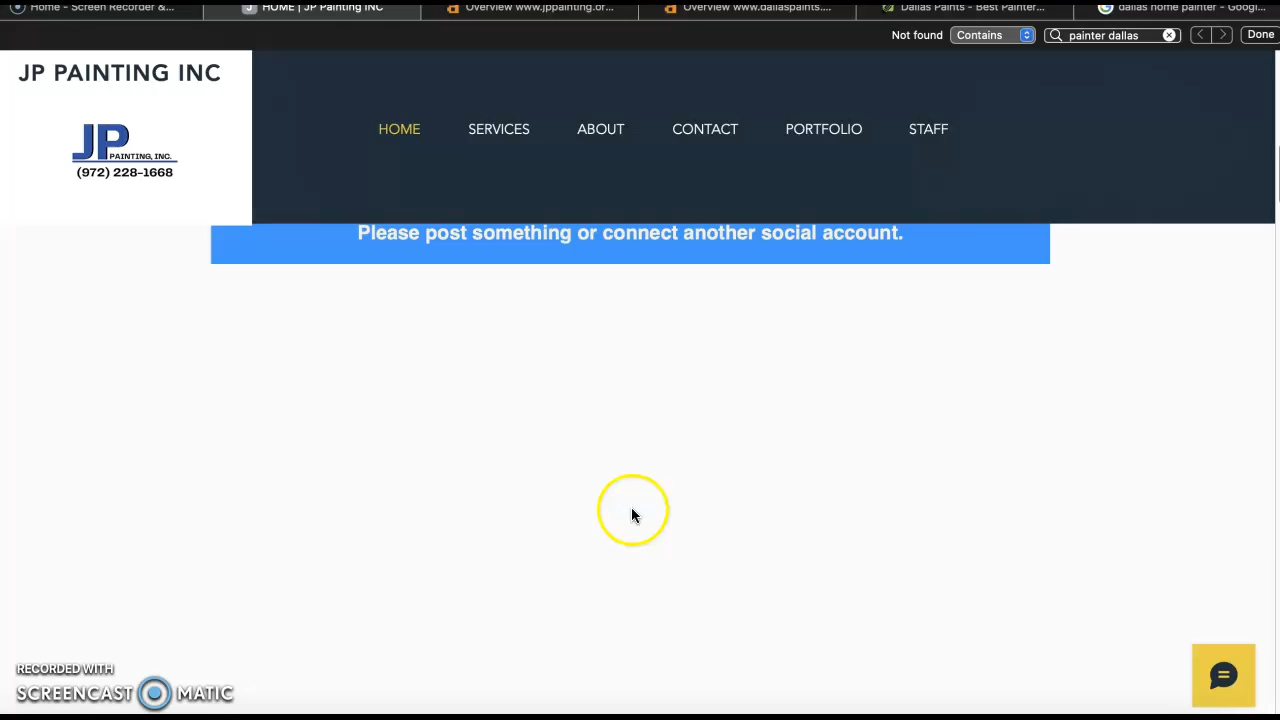 Home - Screen Recorder &...
HOME | JP Painting INC
Overview www.jppainting.or...
Overview www.dallaspaints....
Dallas Paints - Best Painter...
dallas home painter - Googl...
Not found
Contains
painter dallas
Done
JP PAINTING INC
JP
PAINTING, INC.
(972) 228-1668
HOME
SERVICES
ABOUT
CONTACT
PORTFOLIO
STAFF
Please post something or connect another social account.
RECORDED WITH
SCREENCAST MATIC